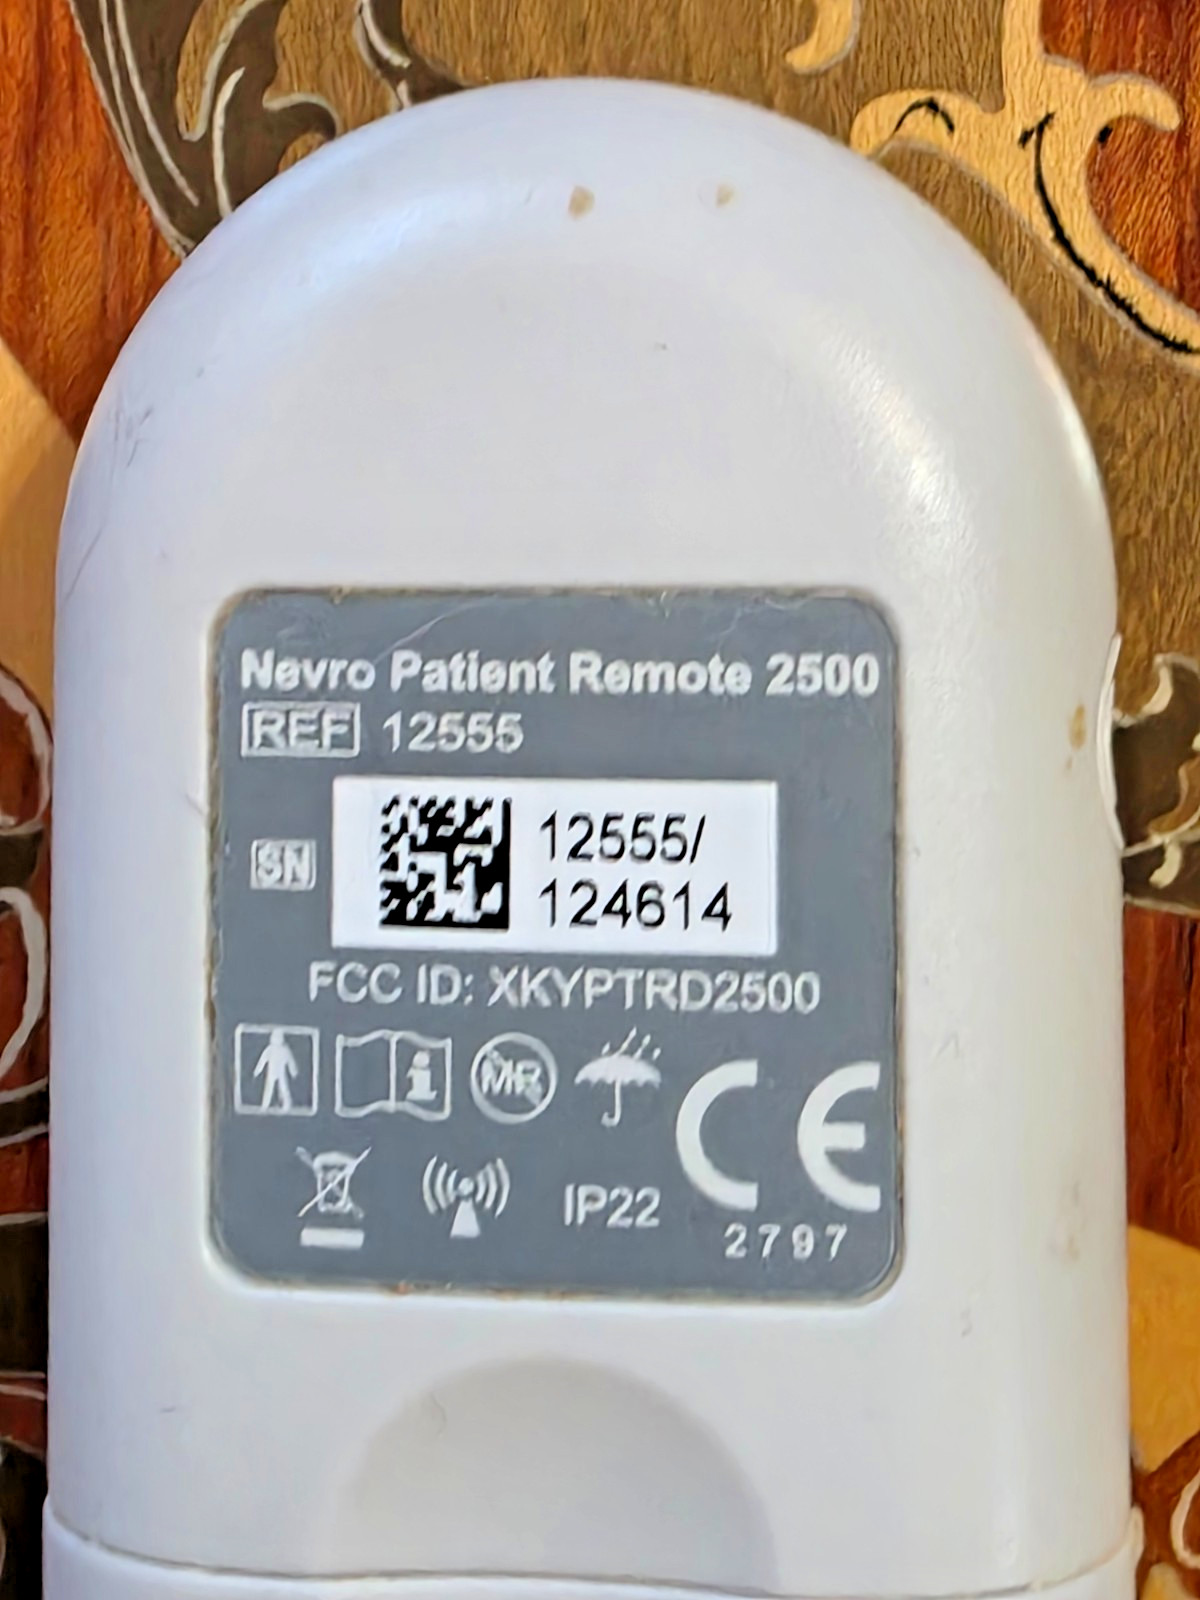 Nevro Patient Remote 2500
REF 12555
SN
12555/
124614
FCC ID: XKYPTRD2500
i
MR
IP22
CE
2797